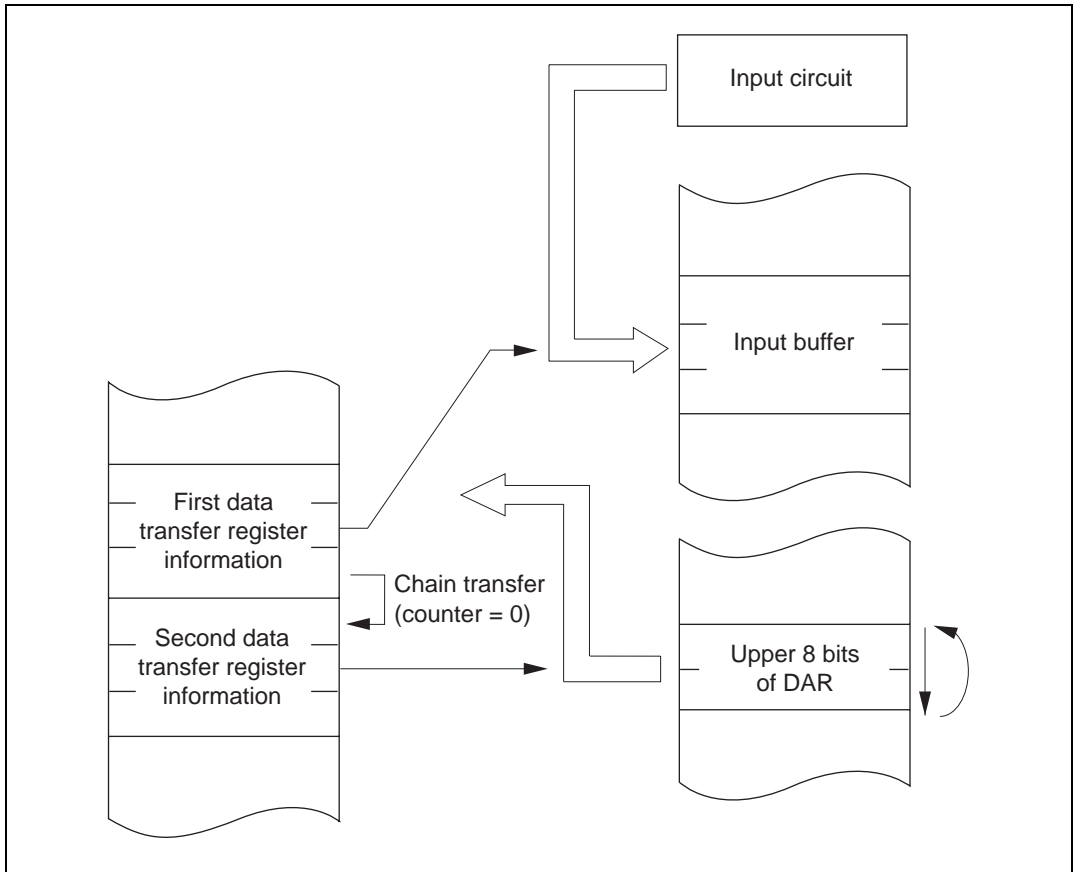 Input circuit
Input buffer
First data
transfer register
information
Chain transfer
(counter = 0)
Second data
transfer register
information
Upper 8 bits
of DAR